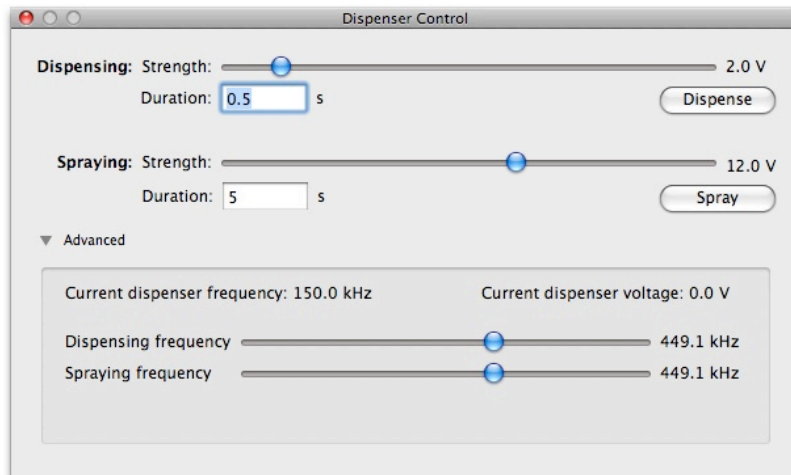 Dispenser Control
Dispensing: Strength: 2.0 V
Duration: 0.5 s Dispense
Spraying: Strength: 12.0 V
Duration: 5 s Spray
Advanced
Current dispenser frequency: 150.0 kHz Current dispenser voltage: 0.0 V
Dispensing frequency 449.1 kHz
Spraying frequency 449.1 kHz